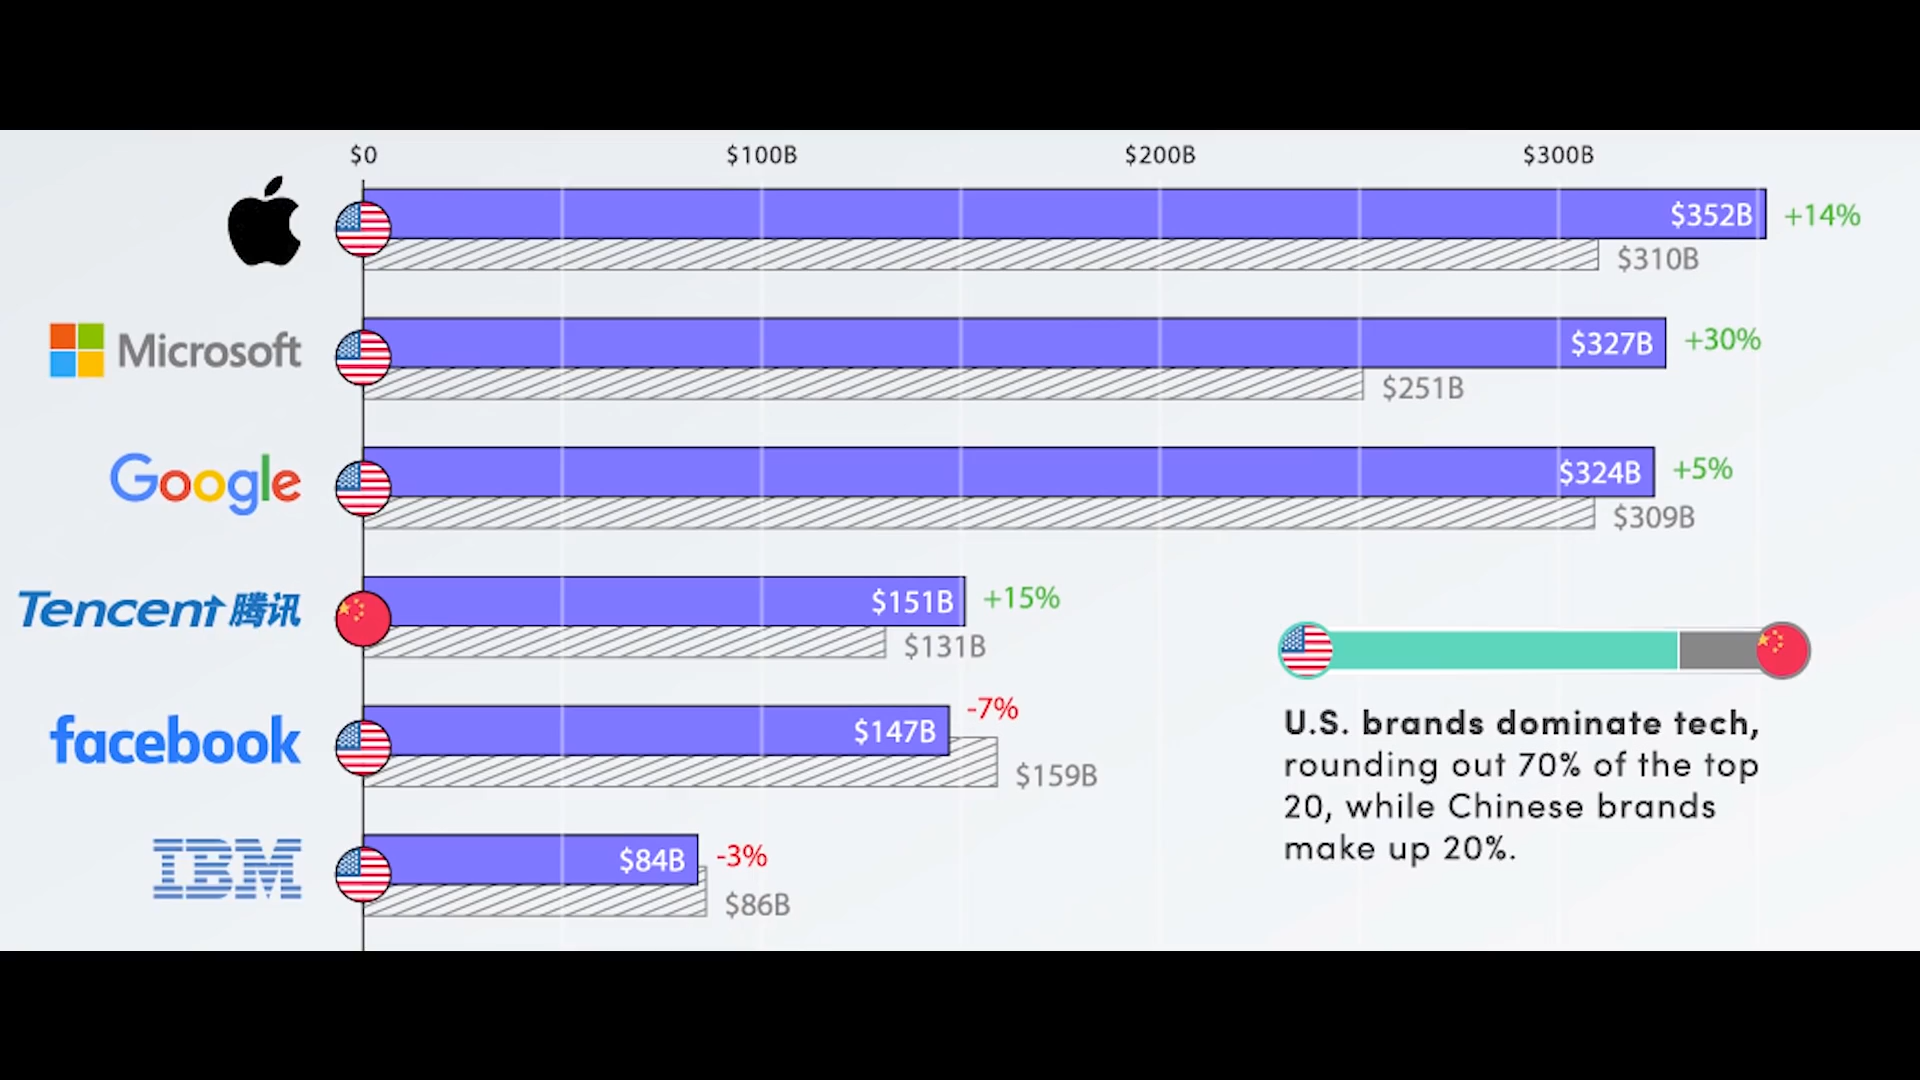 $0 $100B $200B $300B
$352B +14%
$310B
Microsoft $327B +30%
$251B
Google $324B +5%
$309B
Tencent 腾讯 $151B +15%
$131B
facebook $147B -7%
$159B
IBM $84B -3%
$86B
U.S. brands dominate tech,
rounding out 70% of the top
20, while Chinese brands
make up 20%.